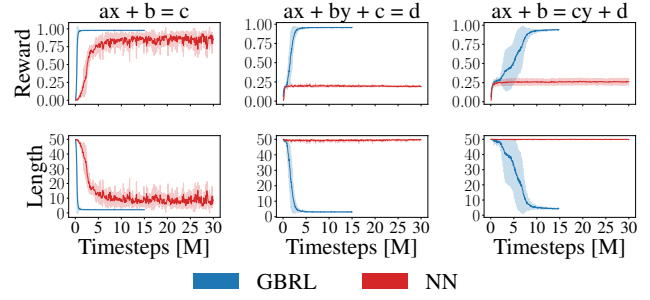 ax + b = c ax + by + c = d ax + b = cy + d
Reward
1.00 1.00 1.00
0.75 0.75 0.75
0.50 0.50 0.50
0.25 0.25 0.25
0.00 0.00 0.00
Length
50 50 50
40 40 40
30 30 30
20 20 20
10 10 10
0 0 0
0 5 10 15 20 25 30 0 5 10 15 20 25 30 0 5 10 15 20 25 30
Timesteps [M] Timesteps [M] Timesteps [M]
GBRL NN